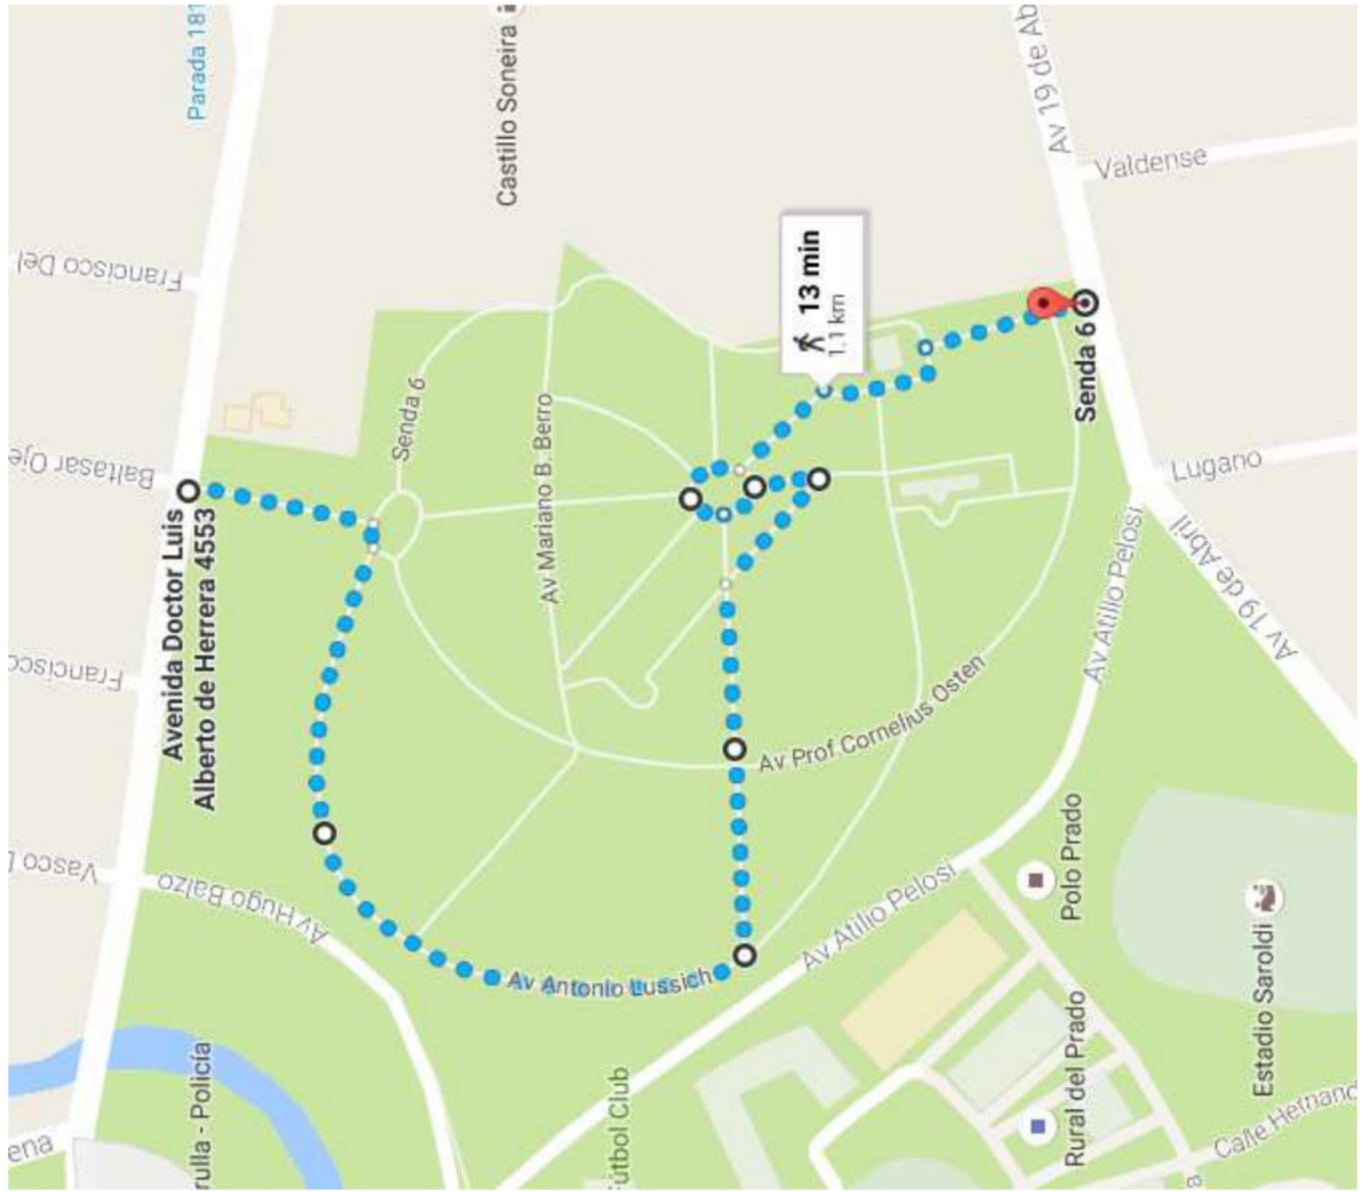 Parada 181
Castillo Soneira
Av 19 de Ab
Valdense
Francisco Del
13 min
1.1 km
Senda 6
Senda 6
Av Mariano B. Berro
Baltasar Oje
Lugano
Avenida Doctor Luis
Alberto de Herrera 4553
Av Atilio Pelosi
Av 19 de Abril
Francisco
Av Prof Cornelius Osten
Vasco
Av Hugo Balzo
Polo Prado
Av Atilio Pelosi
Av Antonio Lussich
Estadio Saroldi
Rural del Prado
rulla - Policía
Fútbol Club
Calle Hernand
ena
a